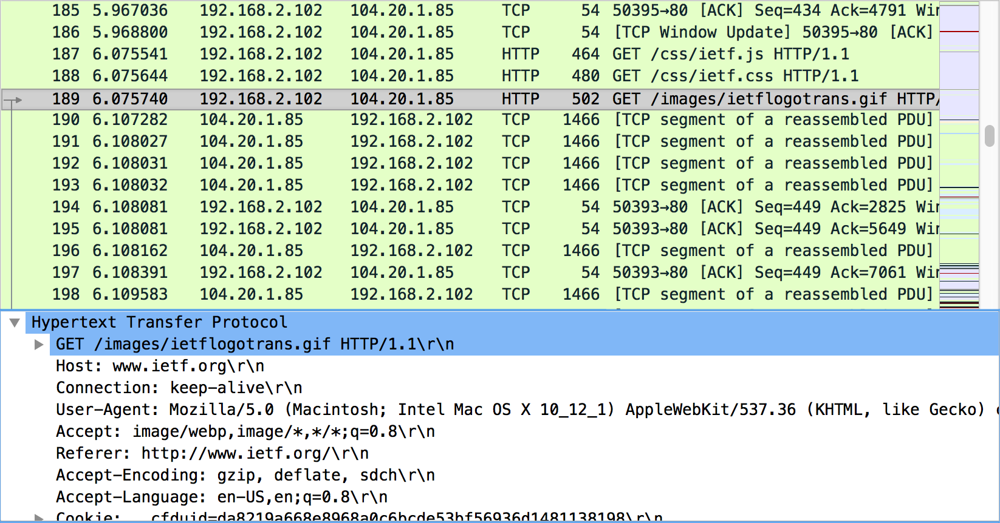 185 5.967036 192.168.2.102 104.20.1.85 TCP 54 50395→80 [ACK] Seq=434 Ack=4791
186 5.968800 192.168.2.102 104.20.1.85 TCP 54 [TCP Window Update] 50395→80 [ACK]
187 6.075541 192.168.2.102 104.20.1.85 HTTP 464 GET /css/ietf.js HTTP/1.1
188 6.075644 192.168.2.102 104.20.1.85 HTTP 480 GET /css/ietf.css HTTP/1.1
189 6.075740 192.168.2.102 104.20.1.85 HTTP 502 GET /images/ietflogotrans.gif HTTP/
190 6.107282 104.20.1.85 192.168.2.102 TCP 1466 [TCP segment of a reassembled PDU]
191 6.108027 104.20.1.85 192.168.2.102 TCP 1466 [TCP segment of a reassembled PDU]
192 6.108031 104.20.1.85 192.168.2.102 TCP 1466 [TCP segment of a reassembled PDU]
193 6.108032 104.20.1.85 192.168.2.102 TCP 1466 [TCP segment of a reassembled PDU]
194 6.108081 192.168.2.102 104.20.1.85 TCP 54 50393→80 [ACK] Seq=449 Ack=2825
195 6.108081 192.168.2.102 104.20.1.85 TCP 54 50393→80 [ACK] Seq=449 Ack=5649
196 6.108162 104.20.1.85 192.168.2.102 TCP 1466 [TCP segment of a reassembled PDU]
197 6.108391 192.168.2.102 104.20.1.85 TCP 54 50393→80 [ACK] Seq=449 Ack=7061
198 6.109583 104.20.1.85 192.168.2.102 TCP 1466 [TCP segment of a reassembled PDU]
Hypertext Transfer Protocol
GET /images/ietflogotrans.gif HTTP/1.1\r\n
Host: www.ietf.org\r\n
Connection: keep-alive\r\n
User-Agent: Mozilla/5.0 (Macintosh; Intel Mac OS X 10_12_1) AppleWebKit/537.36 (KHTML, like Gecko)
Accept: image/webp,image/*,*/*;q=0.8\r\n
Referer: http://www.ietf.org/\r\n
Accept-Encoding: gzip, deflate, sdch\r\n
Accept-Language: en-US,en;q=0.8\r\n
Cookie: __cfduid=da8219a668e8968a0c6bcde53bf56936d1481138198\r\n